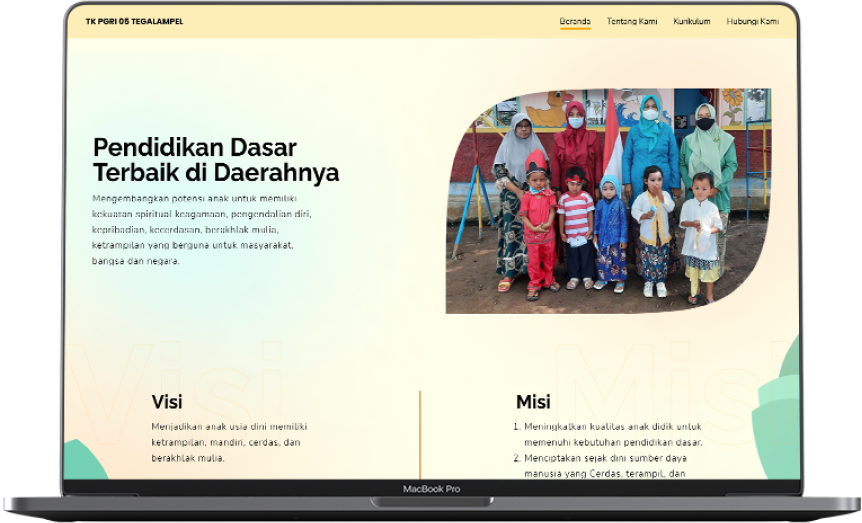 TK PGRI 05 TEGALAMPEL
Beranda Tentang Kami Kurikulum Hubungi Kami
Pendidikan Dasar
Terbaik di Daerahnya
Mengembangkan potensi anak untuk memiliki
kekuatan spiritual keagamaan, pengendalian diri,
kepribadian, kecerdasan, berakhlak mulia,
ketrampilan yang berguna untuk masyarakat,
bangsa dan negara.
Visi
Visi
Menjadikan anak usia dini memiliki
ketrampilan, mandiri, cerdas, dan
berakhlak mulia.
Misi
Misi
1. Meningkatkan kualitas anak didik untuk
memenuhi kebutuhan pendidikan dasar.
2. Menciptakan sejak dini sumber daya
manusia yang Cerdas, terampil, dan
MacBook Pro